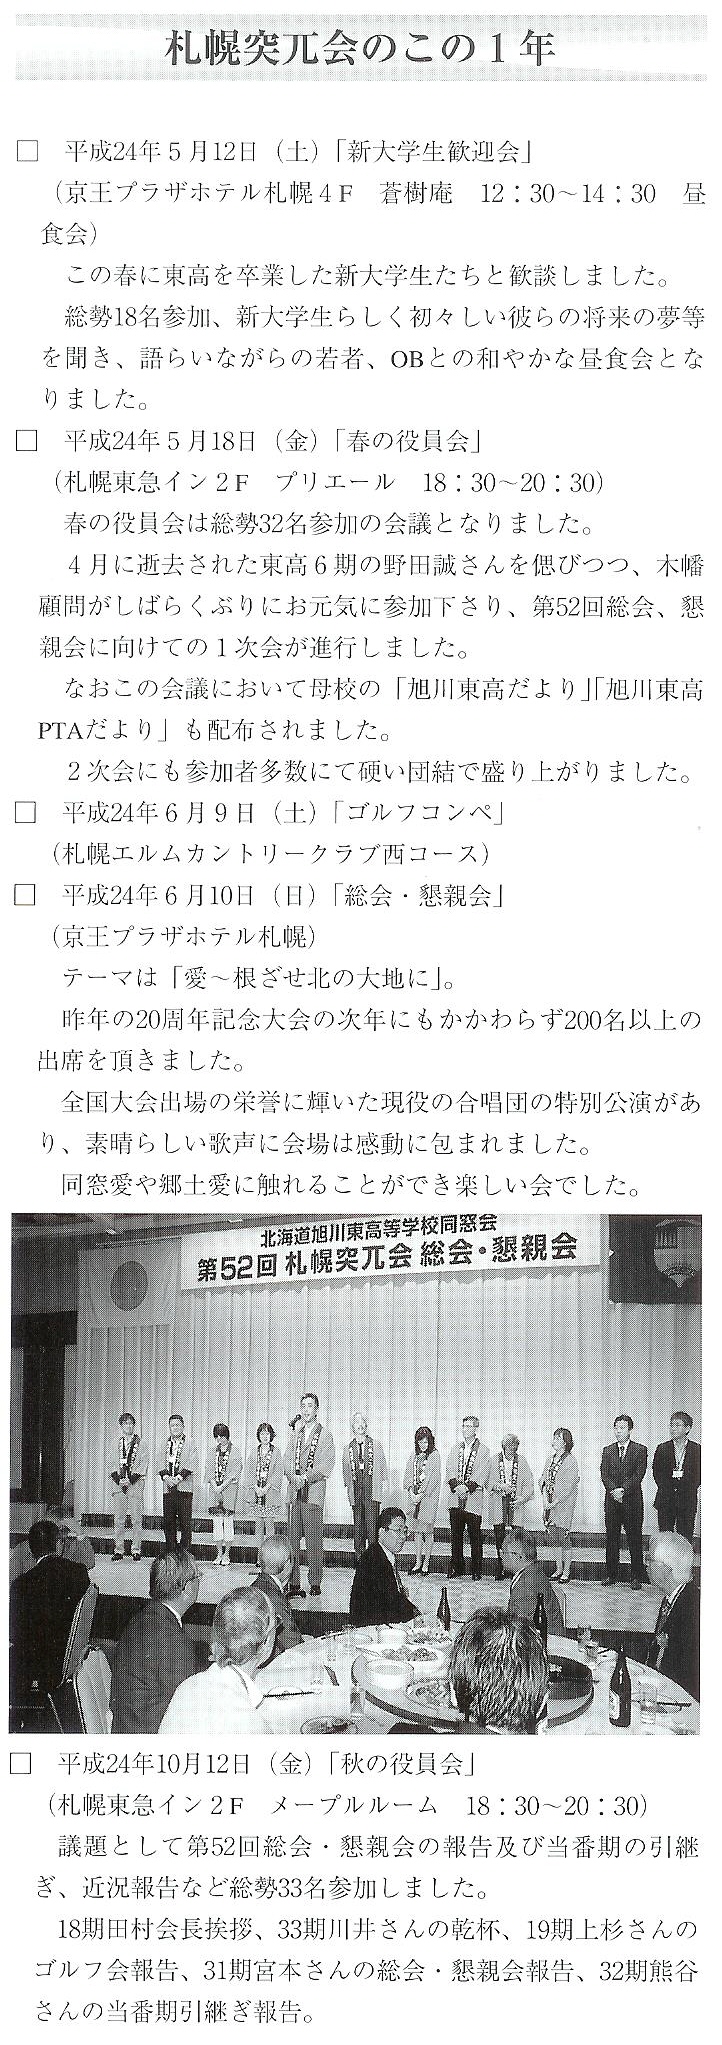 札幌突兀会のこの１年
□　平成24年５月12日（土）「新大学生歓迎会」
（京王プラザホテル札幌４F　蒼樹庵　12：30～14：30　昼
食会）
この春に東高を卒業した新大学生たちと歓談しました。
総勢18名参加、新大学生らしく初々しい彼らの将来の夢等
を聞き、語らいながらの若者、OBとの和やかな昼食会とな
りました。
□　平成24年５月18日（金）「春の役員会」
（札幌東急イン２F　プリエール　18：30～20：30）
春の役員会は総勢32名参加の会議となりました。
４月に逝去された東高６期の野田誠さんを偲びつつ、木幡
顧問がしばらくぶりにお元気に参加下さり、第52回総会、懇
親会に向けての１次会が進行しました。
なおこの会議において母校の「旭川東高だより」「旭川東高
PTAだより」も配布されました。
２次会にも参加者多数にて硬い団結で盛り上がりました。
□　平成24年６月９日（土）「ゴルフコンペ」
（札幌エルムカントリークラブ西コース）
□　平成24年６月10日（日）「総会・懇親会」
（京王プラザホテル札幌）
テーマは「愛～根ざせ北の大地に」。
昨年の20周年記念大会の次年にもかかわらず200名以上の
出席を頂きました。
全国大会出場の栄誉に輝いた現役の合唱団の特別公演があ
り、素晴らしい歌声に会場は感動に包まれました。
同窓愛や郷土愛に触れることができ楽しい会でした。
北海道旭川東高等学校同窓会
第52回 札幌突兀会 総会・懇親会
□　平成24年10月12日（金）「秋の役員会」
（札幌東急イン２F　メープルルーム　18：30～20：30）
議題として第52回総会・懇親会の報告及び当番期の引継
ぎ、近況報告など総勢33名参加しました。
18期田村会長挨拶、33期川井さんの乾杯、19期上杉さんの
ゴルフ会報告、31期宮本さんの総会・懇親会報告、32期熊谷
さんの当番期引継ぎ報告。